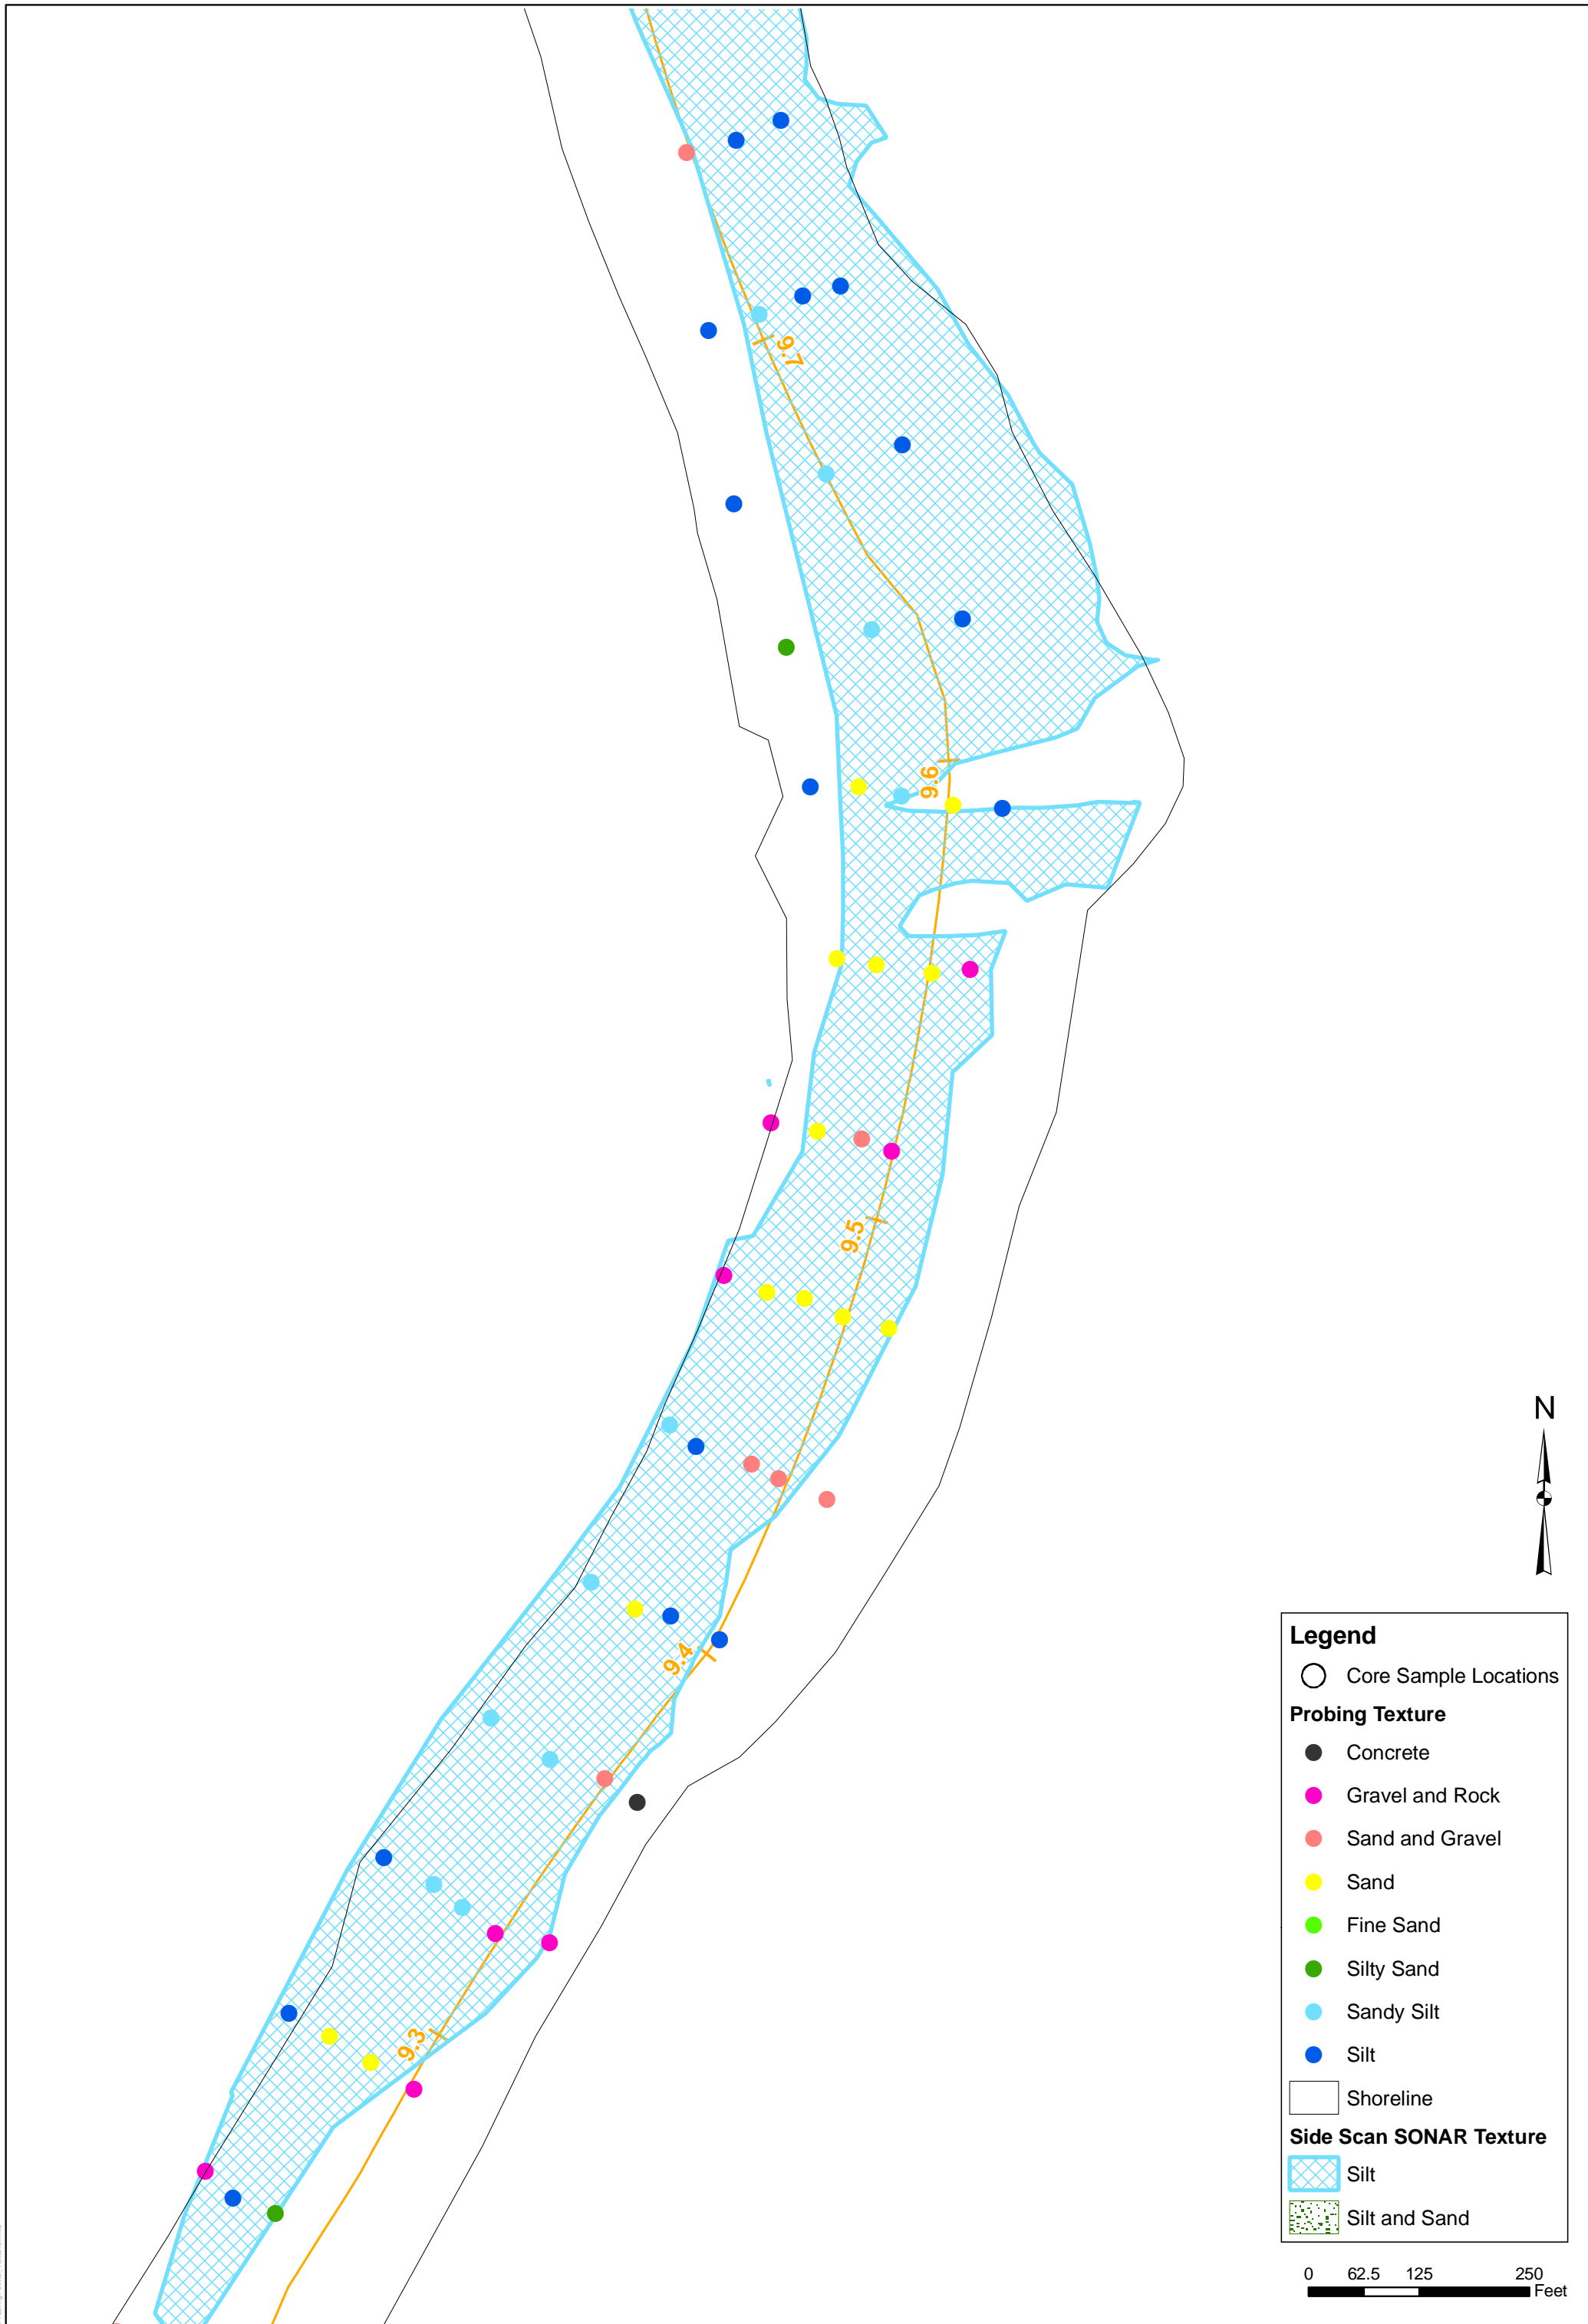 9.7
9.6
9.5
9.4
9.3
N
Legend
Core Sample Locations
Probing Texture
Concrete
Gravel and Rock
Sand and Gravel
Sand
Fine Sand
Silty Sand
Sandy Silt
Silt
Shoreline
Side Scan SONAR Texture
Silt
Silt and Sand
0 62.5 125 250
Feet